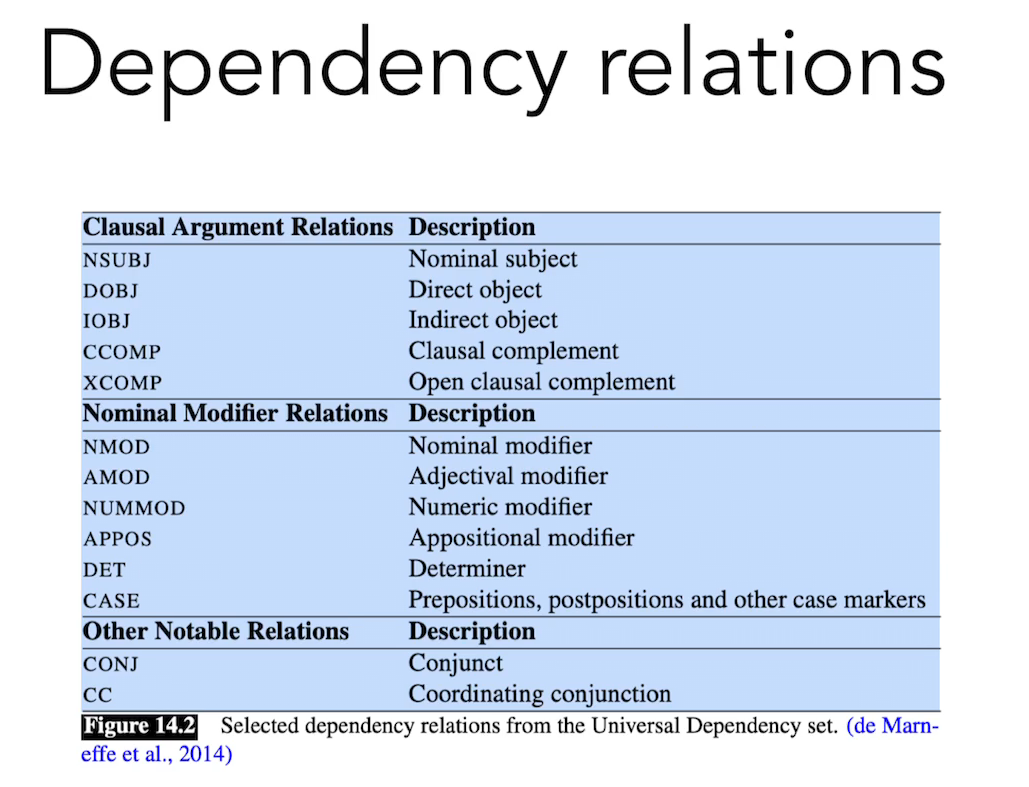 Dependency relations
Clausal Argument Relations Description
NSUBJ Nominal subject
DOBJ Direct object
IOBJ Indirect object
CCOMP Clausal complement
XCOMP Open clausal complement
Nominal Modifier Relations Description
NMOD Nominal modifier
AMOD Adjectival modifier
NUMMOD Numeric modifier
APPOS Appositional modifier
DET Determiner
CASE Prepositions, postpositions and other case markers
Other Notable Relations Description
CONJ Conjunct
CC Coordinating conjunction
Figure 14.2 Selected dependency relations from the Universal Dependency set. (de Marn-
effe et al., 2014)